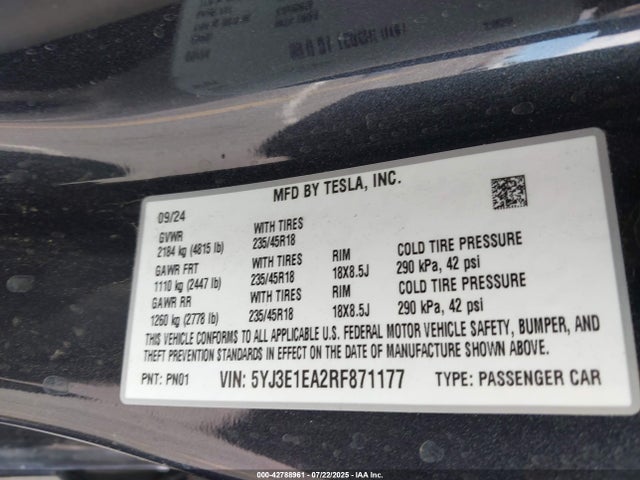 MFD BY TESLA, INC.
09/24
GVWR WITH TIRES
2184 kg (4815 lb) 235/45R18
GAWR FRT WITH TIRES RIM COLD TIRE PRESSURE
1110 kg (2447 lb) 235/45R18 18X8.5J 290 kPa, 42 psi
GAWR RR WITH TIRES RIM COLD TIRE PRESSURE
1260 kg (2778 lb) 235/45R18 18X8.5J 290 kPa, 42 psi
THIS VEHICLE CONFORMS TO ALL APPLICABLE U.S. FEDERAL MOTOR VEHICLE SAFETY, BUMPER, AND
THEFT PREVENTION STANDARDS IN EFFECT ON THE DATE OF MANUFACTURE SHOWN ABOVE.
PNT: PN01 VIN: 5YJ3E1EA2RF871177 TYPE: PASSENGER CAR
000-42788961 - 07/22/2025 - IAA Inc.